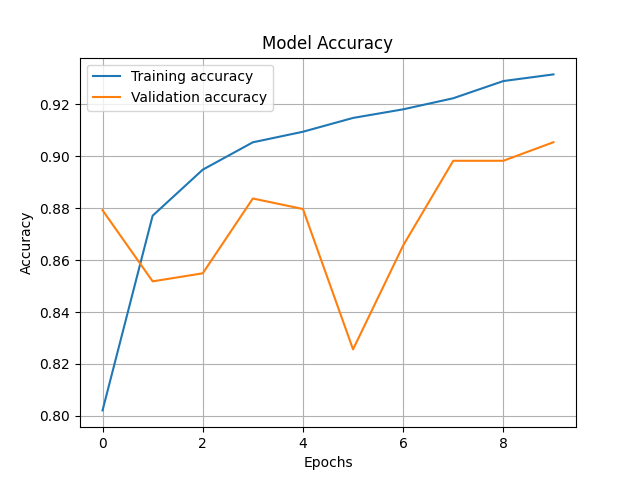 Model Accuracy
Training accuracy
Validation accuracy
0.92
0.90
0.88
0.86
0.84
0.82
0.80
Accuracy
0 2 4 6 8
Epochs